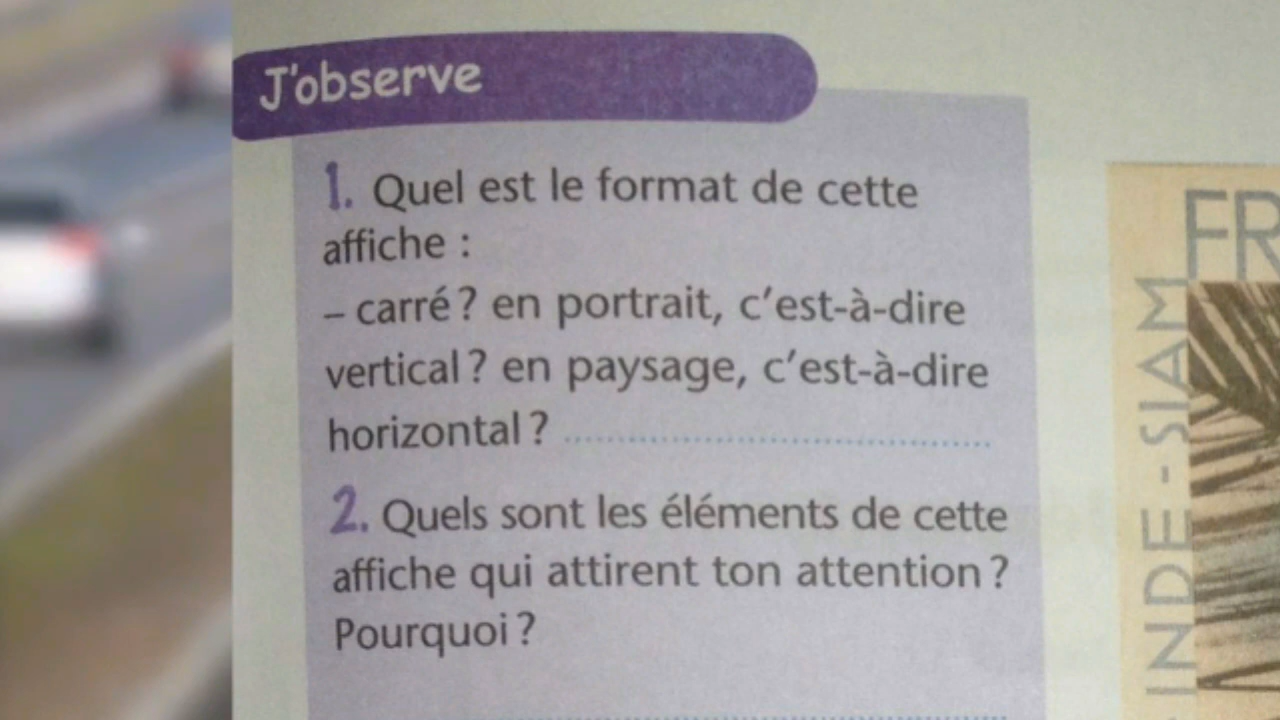 J'observe
1. Quel est le format de cette
affiche :
– carré ? en portrait, c'est-à-dire
vertical ? en paysage, c'est-à-dire
horizontal ? ........................................
2. Quels sont les éléments de cette
affiche qui attirent ton attention ?
Pourquoi ?
FR
INDE - SIAM